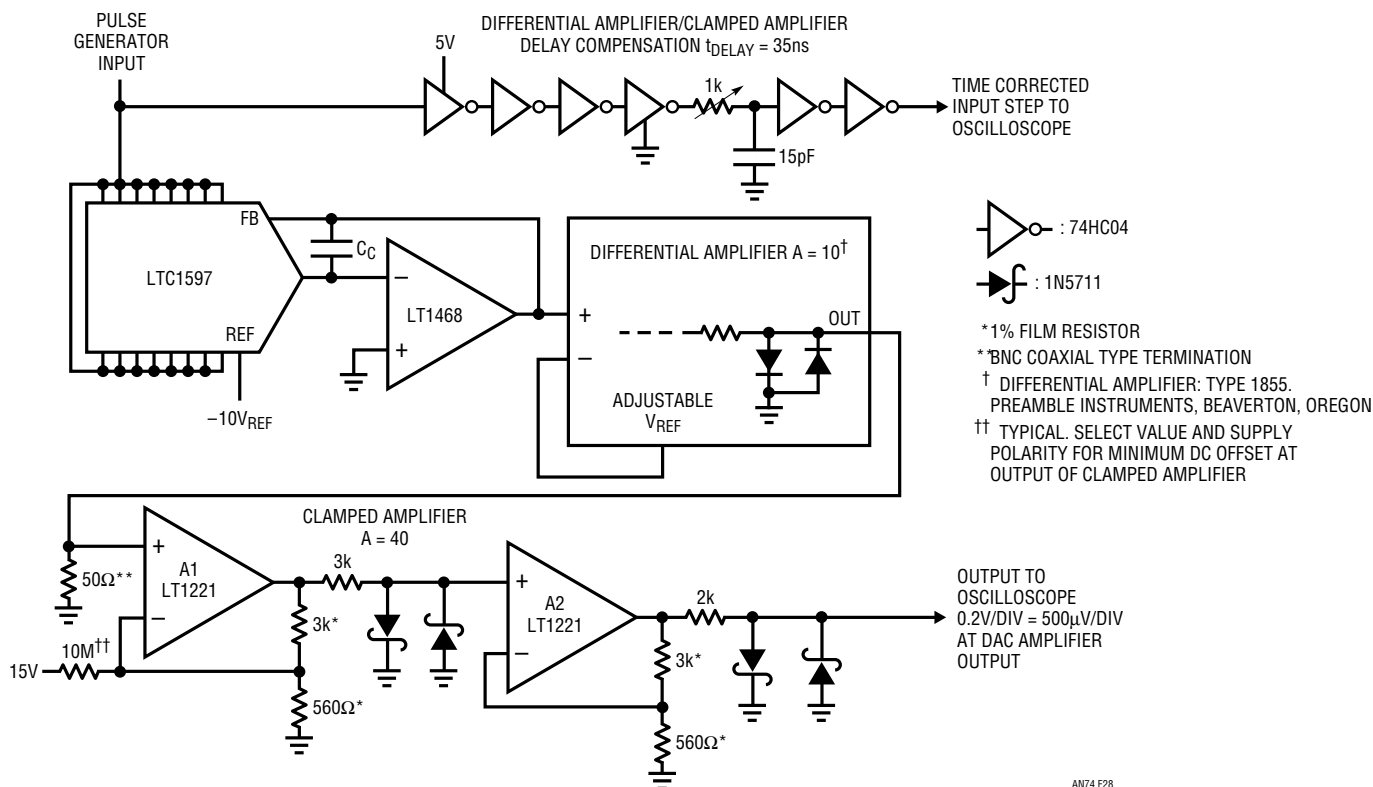 PULSE
GENERATOR
INPUT
DIFFERENTIAL AMPLIFIER/CLAMPED AMPLIFIER
DELAY COMPENSATION tDELAY = 35ns
5V
1k
15pF
TIME CORRECTED
INPUT STEP TO
OSCILLOSCOPE
FB
LTC1597
REF
–10VREF
CC
–
LT1468
+
DIFFERENTIAL AMPLIFIER A = 10†
+
–
OUT
ADJUSTABLE
VREF
: 74HC04
: 1N5711
*1% FILM RESISTOR
**BNC COAXIAL TYPE TERMINATION
† DIFFERENTIAL AMPLIFIER: TYPE 1855.
PREAMBLE INSTRUMENTS, BEAVERTON, OREGON
†† TYPICAL. SELECT VALUE AND SUPPLY
POLARITY FOR MINIMUM DC OFFSET AT
OUTPUT OF CLAMPED AMPLIFIER
CLAMPED AMPLIFIER
A = 40
50Ω**
+
A1
LT1221
–
10M††
15V
3k
3k*
560Ω*
+
A2
LT1221
–
2k
3k*
560Ω*
OUTPUT TO
OSCILLOSCOPE
0.2V/DIV = 500µV/DIV
AT DAC AMPLIFIER
OUTPUT
AN74 F28